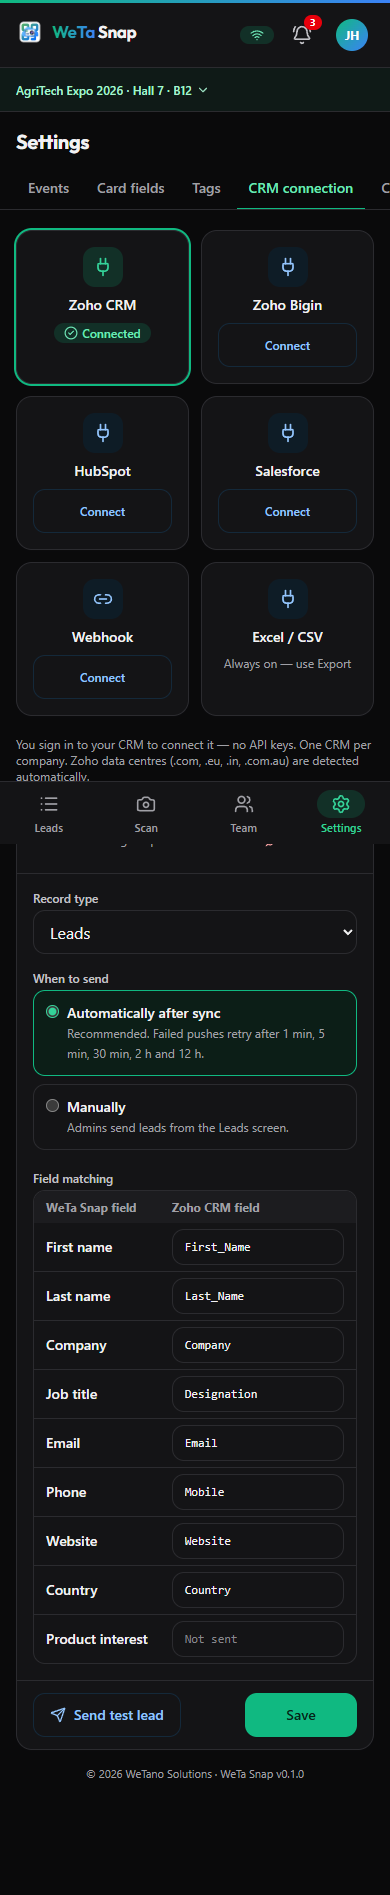 WeTa Snap
3
JH
AgriTech Expo 2026 · Hall 7 · B12
Settings
Events
Card fields
Tags
CRM connection
C
Zoho CRM
Connected
Zoho Bigin
Connect
HubSpot
Connect
Salesforce
Connect
Webhook
Connect
Excel / CSV
Always on — use Export
You sign in to your CRM to connect it — no API keys. One CRM per
company. Zoho data centres (.com, .eu, .in, .com.au) are detected
automatically.
Leads
Scan
Team
Settings
Record type
Leads
When to send
Automatically after sync
Recommended. Failed pushes retry after 1 min, 5
min, 30 min, 2 h and 12 h.
Manually
Admins send leads from the Leads screen.
Field matching
WeTa Snap field
Zoho CRM field
First name
First_Name
Last name
Last_Name
Company
Company
Job title
Designation
Email
Email
Phone
Mobile
Website
Website
Country
Country
Product interest
Not sent
Send test lead
Save
© 2026 WeTano Solutions · WeTa Snap v0.1.0